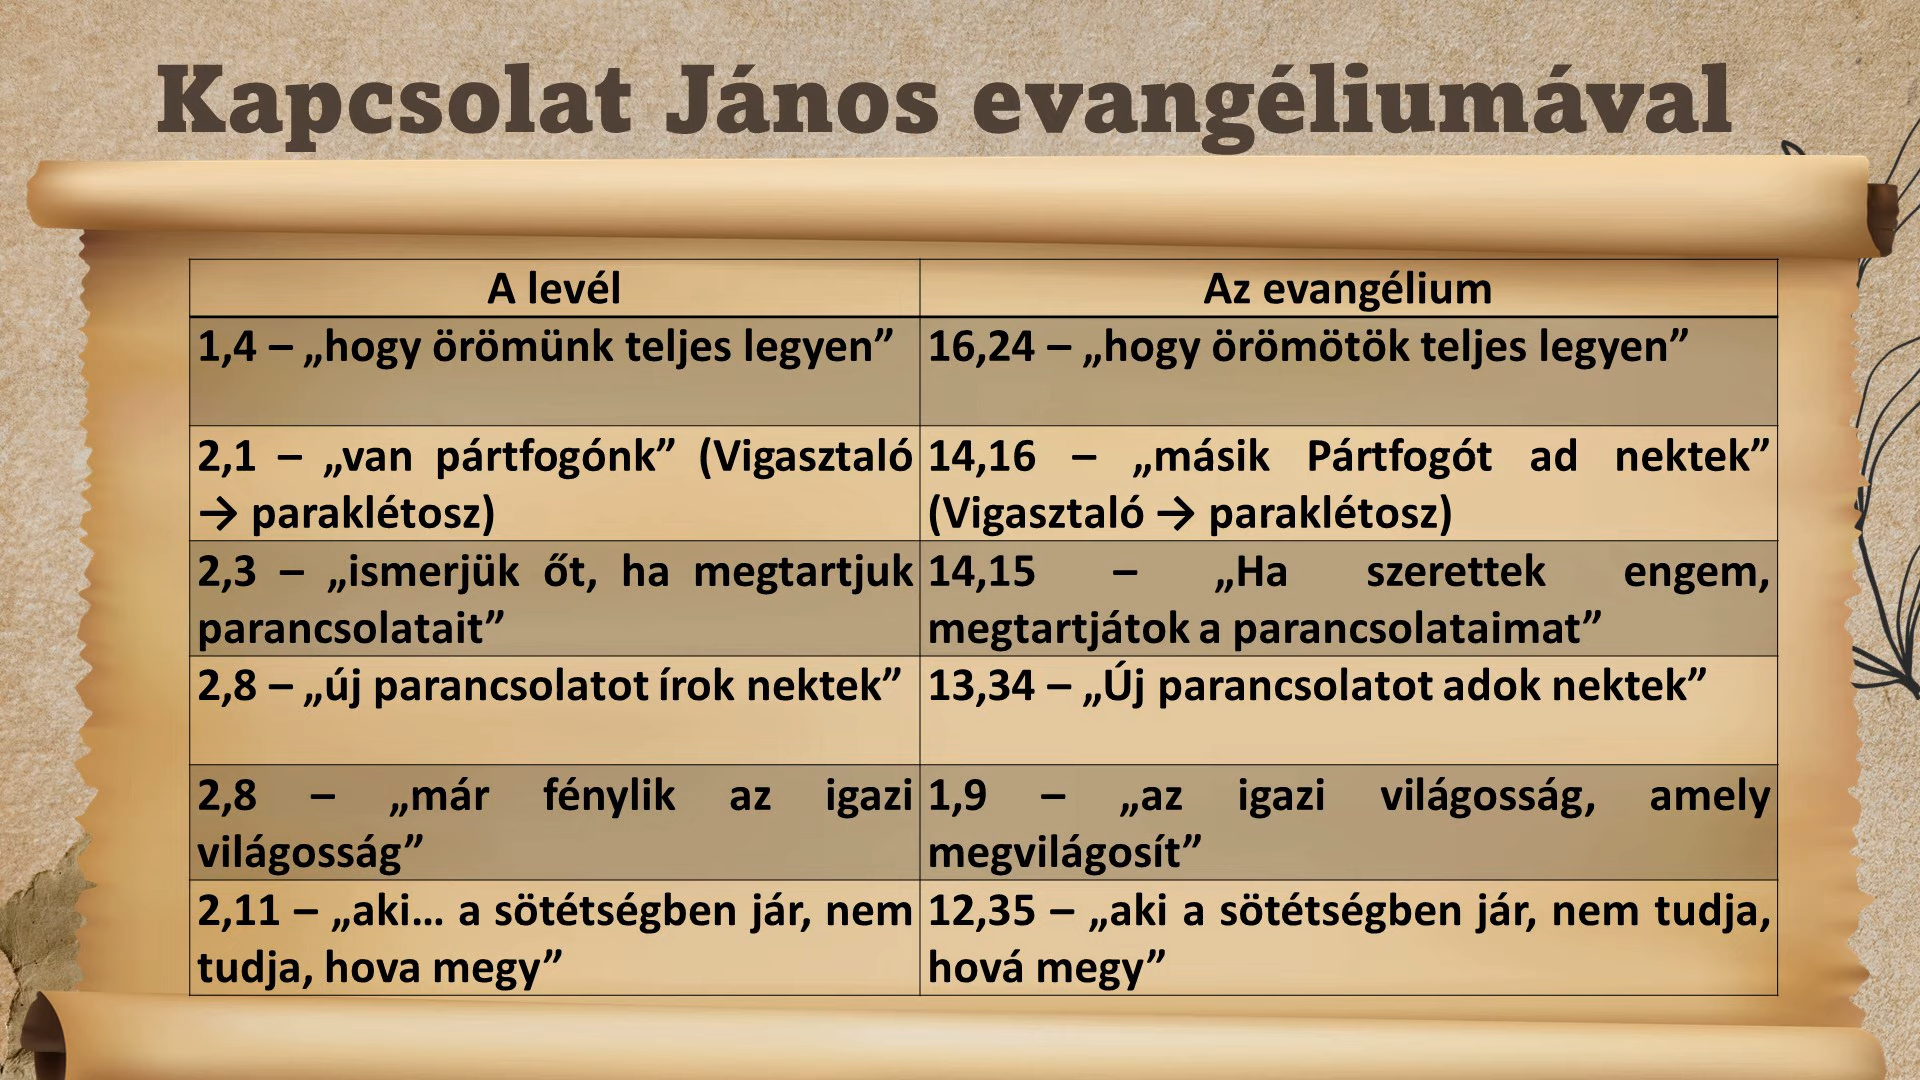 Kapcsolat János evangéliumával
A levél
Az evangélium
1,4 – „hogy örömünk teljes legyen”
16,24 – „hogy örömötök teljes legyen”
2,1 – „van pártfogónk” (Vigasztaló
→ paraklétosz)
14,16 – „másik Pártfogót ad nektek”
(Vigasztaló → paraklétosz)
2,3 – „ismerjük őt, ha megtartjuk
parancsolatait”
14,15 – „Ha szerettek engem,
megtartjátok a parancsolataimat”
2,8 – „új parancsolatot írok nektek”
13,34 – „Új parancsolatot adok nektek”
2,8 – „már fénylik az igazi
világosság”
1,9 – „az igazi világosság, amely
megvilágosít”
2,11 – „aki… a sötétségben jár, nem
tudja, hova megy”
12,35 – „aki a sötétségben jár, nem tudja,
hová megy”